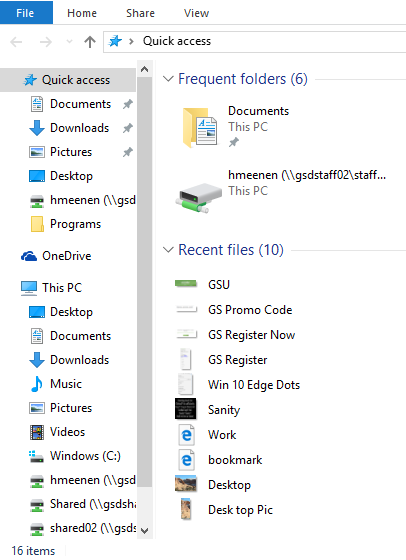 File Home Share View
Quick access
Quick access
Documents
Downloads
Pictures
Desktop
hmeenen (\\gsd
Programs
OneDrive
This PC
Desktop
Documents
Downloads
Music
Pictures
Videos
Windows (C:)
hmeenen (\\gsd
Shared (\\gsdsha
shared02 (\\gsds
16 items
Frequent folders (6)
Documents
This PC
hmeenen (\\gsdstaff02\staff...
This PC
Recent files (10)
GSU
GS Promo Code
GS Register Now
GS Register
Win 10 Edge Dots
Sanity
Work
bookmark
Desktop
Desk top Pic